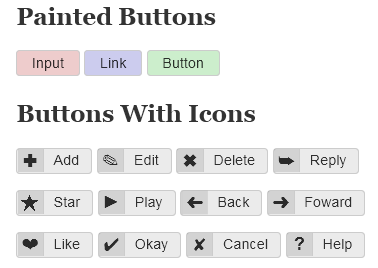 Painted Buttons
Input Link Button
Buttons With Icons
Add Edit Delete Reply
Star Play Back Foward
Like Okay Cancel ? Help